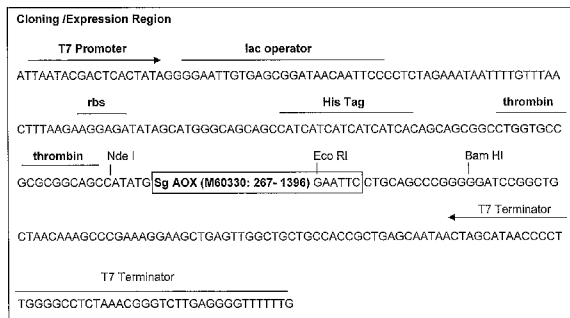 Cloning /Expression Region
T7 Promoter lac operator
ATTAATACGACTCACTATAGGGGAATTGTGAGCGGATAACAATTCCCCTCTAGAAATAATTTTGTTTAA
rbs His Tag thrombin
CTTTAAGAAGGAGATATAGCATGGGCAGCAGCCATCATCATCATCATCACAGCAGCGGCCTGGTGCC
thrombin Nde I Eco RI Bam HI
GCGCGGCAGCCATATG Sg AOX (M60330: 267- 1396) GAATTC CTGCAGCCCGGGGGATCCGGCTG
T7 Terminator
CTAACAAAGCCCGAAAGGAAGCTGAGTTGGCTGCTGCCACCGCTGAGCAATAACTAGCATAACCCCT
T7 Terminator
TGGGGCCTCTAAACGGGTCTTGAGGGGTTTTTTG